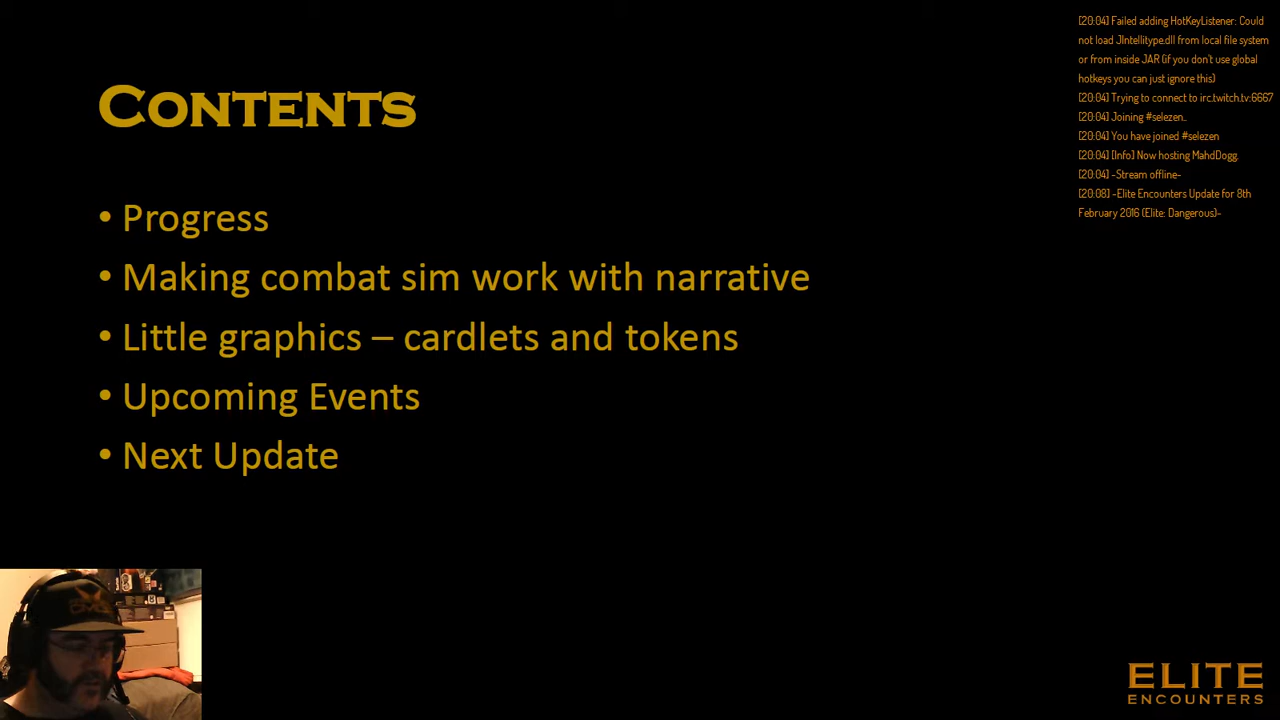 Contents
• Progress
• Making combat sim work with narrative
• Little graphics – cardlets and tokens
• Upcoming Events
• Next Update
[20:04] Failed adding HotKeyListener: Could
not load JIntellitype.dll from local file system
or from inside JAR (if you don't use global
hotkeys you can just ignore this)
[20:04] Trying to connect to irc.twitch.tv:6667
[20:04] Joining #selezen..
[20:04] You have joined #selezen
[20:04] [Info] Now hosting MahdDogg.
[20:04] ~Stream offline~
[20:08] ~Elite Encounters Update for 8th
February 2016 (Elite: Dangerous)~
ELITE
ENCOUNTERS